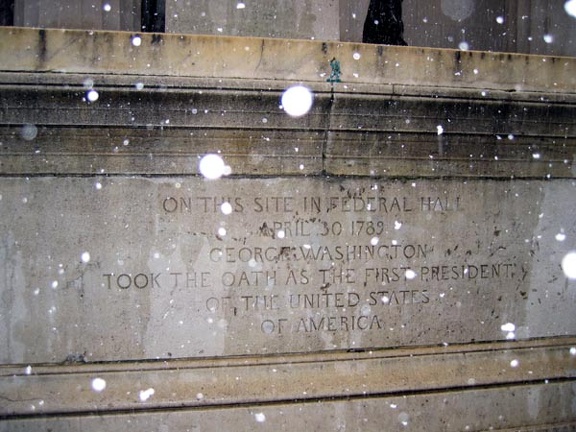 ON THIS SITE IN FEDERAL HALL
APRIL 30 1789
GEORGE WASHINGTON
TOOK THE OATH AS THE FIRST PRESIDENT
OF THE UNITED STATES
OF AMERICA